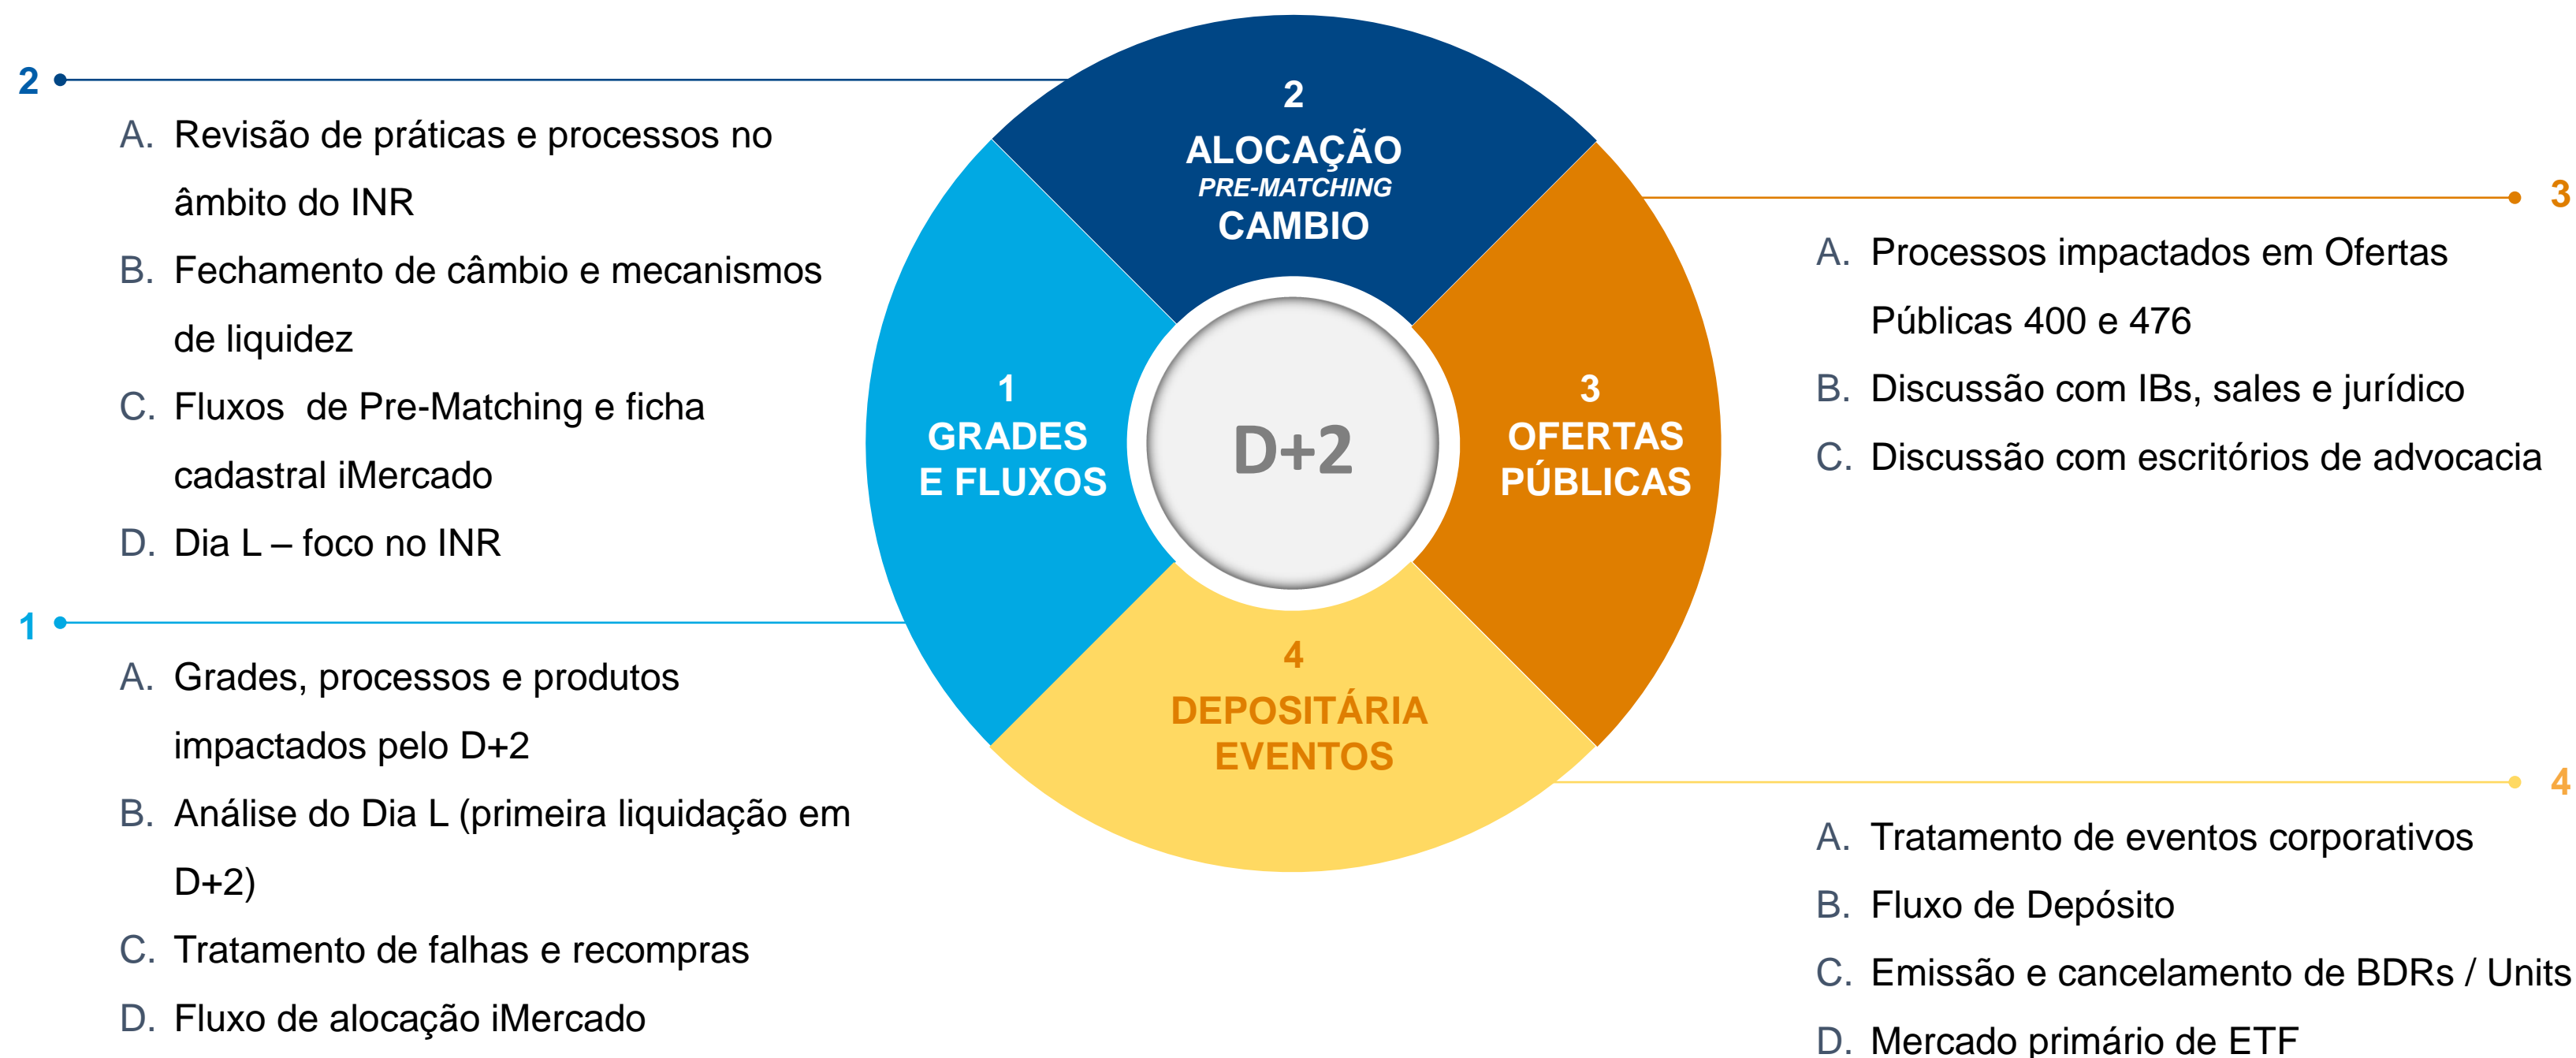 2
A. Revisão de práticas e processos no
âmbito do INR
B. Fechamento de câmbio e mecanismos
de liquidez
C. Fluxos  de Pre-Matching e ficha
cadastral iMercado
D. Dia L – foco no INR
1
A. Grades, processos e produtos
impactados pelo D+2
B. Análise do Dia L (primeira liquidação em
D+2)
C. Tratamento de falhas e recompras
D. Fluxo de alocação iMercado
2
ALOCAÇÃO
PRE-MATCHING
CAMBIO
1
GRADES
E FLUXOS
D+2
3
OFERTAS
PÚBLICAS
4
DEPOSITÁRIA
EVENTOS
3
A. Processos impactados em Ofertas
Públicas 400 e 476
B. Discussão com IBs, sales e jurídico
C. Discussão com escritórios de advocacia
4
A. Tratamento de eventos corporativos
B. Fluxo de Depósito
C. Emissão e cancelamento de BDRs / Units
D. Mercado primário de ETF